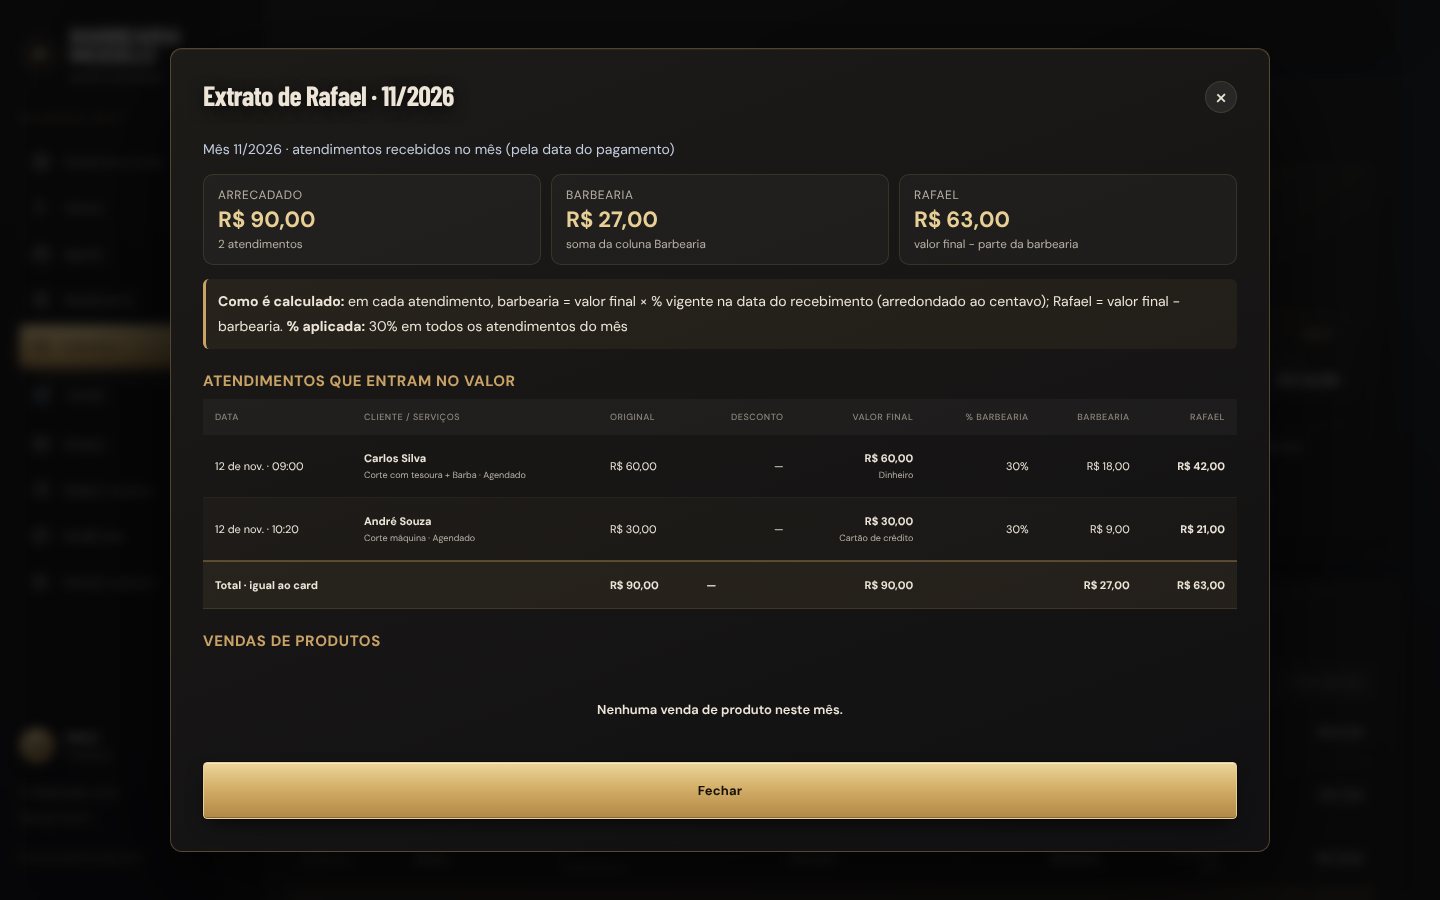 Extrato de Rafael · 11/2026
×
Mês 11/2026 · atendimentos recebidos no mês (pela data do pagamento)
ARRECADADO
R$ 90,00
2 atendimentos
BARBEARIA
R$ 27,00
soma da coluna Barbearia
RAFAEL
R$ 63,00
valor final − parte da barbearia
Como é calculado: em cada atendimento, barbearia = valor final × % vigente na data do recebimento (arredondado ao centavo); Rafael = valor final −
barbearia. % aplicada: 30% em todos os atendimentos do mês
ATENDIMENTOS QUE ENTRAM NO VALOR
DATA CLIENTE / SERVIÇOS ORIGINAL DESCONTO VALOR FINAL % BARBEARIA BARBEARIA RAFAEL
12 de nov. · 09:00 Carlos Silva R$ 60,00 — R$ 60,00 30% R$ 18,00 R$ 42,00
Corte com tesoura + Barba · Agendado Dinheiro
12 de nov. · 10:20 André Souza R$ 30,00 — R$ 30,00 30% R$ 9,00 R$ 21,00
Corte máquina · Agendado Cartão de crédito
Total · igual ao card R$ 90,00 — R$ 90,00 R$ 27,00 R$ 63,00
VENDAS DE PRODUTOS
Nenhuma venda de produto neste mês.
Fechar